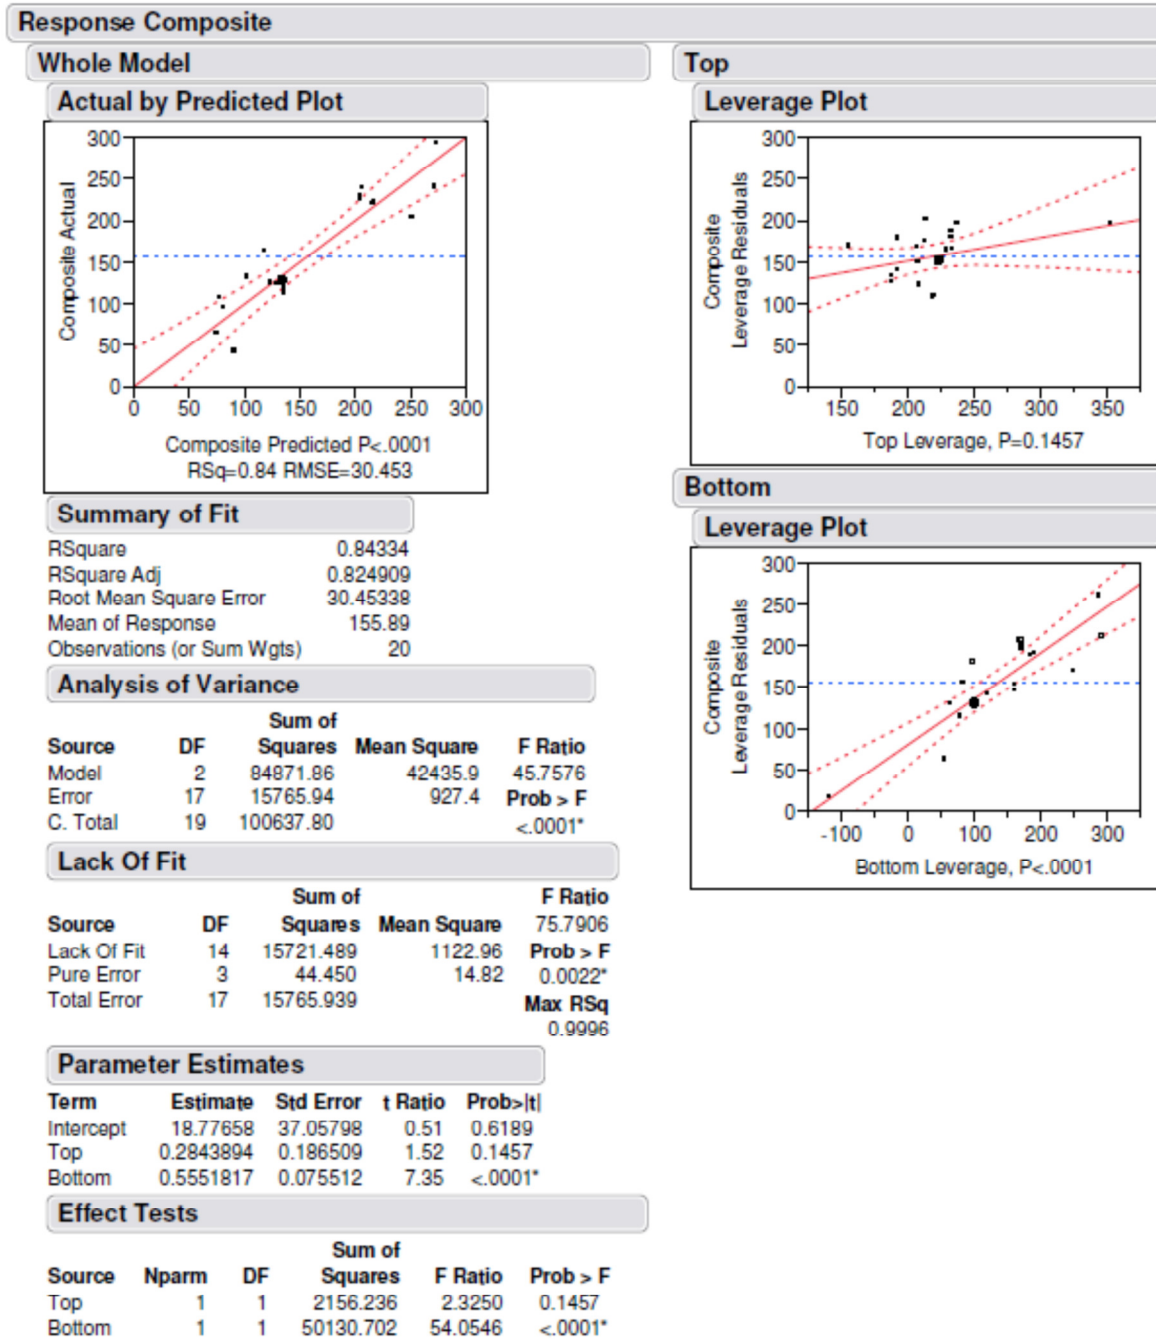 Response Composite
Whole Model
Actual by Predicted Plot
300
250
200
150
100
50
0
Composite Actual
0 50 100 150 200 250 300
Composite Predicted P<.0001
RSq=0.84 RMSE=30.453
Summary of Fit
RSquare 0.84334
RSquare Adj 0.824909
Root Mean Square Error 30.45338
Mean of Response 155.89
Observations (or Sum Wgts) 20
Analysis of Variance
Sum of
Source DF Squares Mean Square F Ratio
Model 2 84871.86 42435.9 45.7576
Error 17 15765.94 927.4 Prob > F
C. Total 19 100637.80 <.0001*
Lack Of Fit
Sum of F Ratio
Source DF Squares Mean Square 75.7906
Lack Of Fit 14 15721.489 1122.96 Prob > F
Pure Error 3 44.450 14.82 0.0022*
Total Error 17 15765.939 Max RSq
0.9996
Parameter Estimates
Term Estimate Std Error t Ratio Prob>|t|
Intercept 18.77658 37.05798 0.51 0.6189
Top 0.2843894 0.186509 1.52 0.1457
Bottom 0.5551817 0.075512 7.35 <.0001*
Effect Tests
Sum of
Source Nparm DF Squares F Ratio Prob > F
Top 1 1 2156.236 2.3250 0.1457
Bottom 1 1 50130.702 54.0546 <.0001*
Top
Leverage Plot
300
250
200
150
100
50
0
Composite
Leverage Residuals
150 200 250 300 350
Top Leverage, P=0.1457
Bottom
Leverage Plot
300
250
200
150
100
50
0
Composite
Leverage Residuals
-100 0 100 200 300
Bottom Leverage, P<.0001